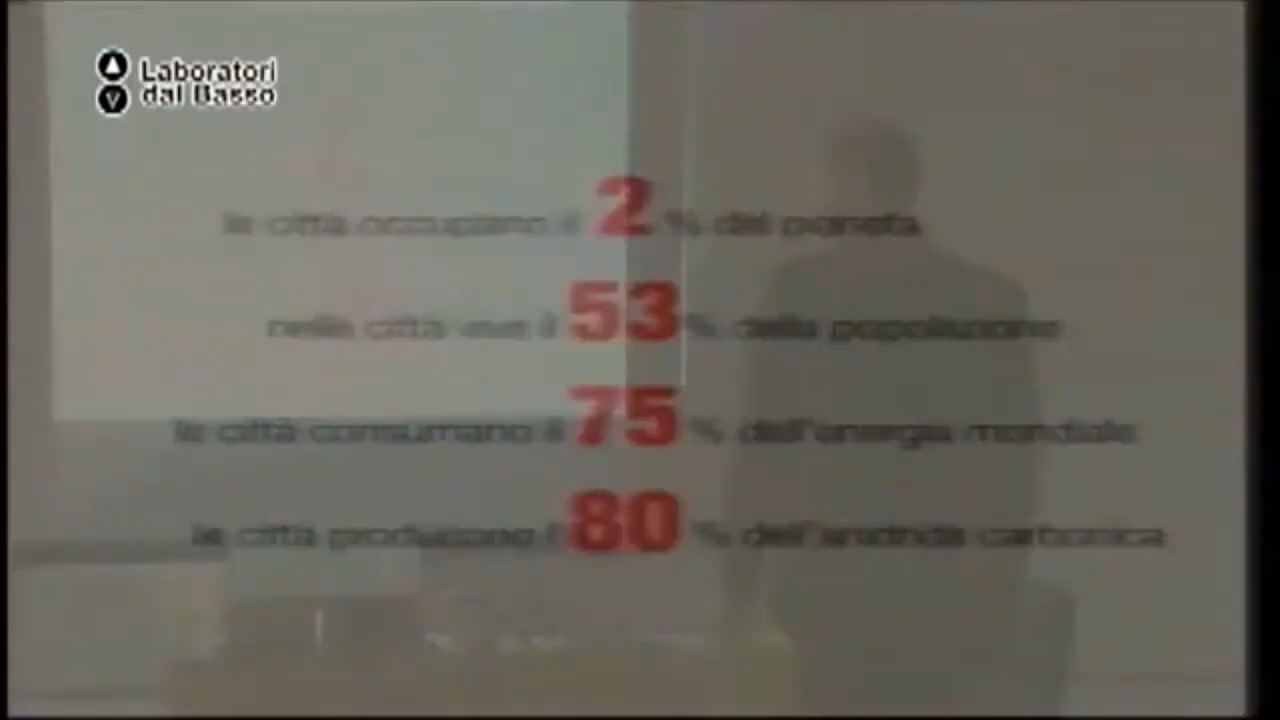 Laboratori
dal Basso
le città occupano il 2 % del pianeta
nelle città vive il 53 % della popolazione
le città consumano il 75 % dell'energia mondiale
le città producono l' 80 % dell'anidride carbonica